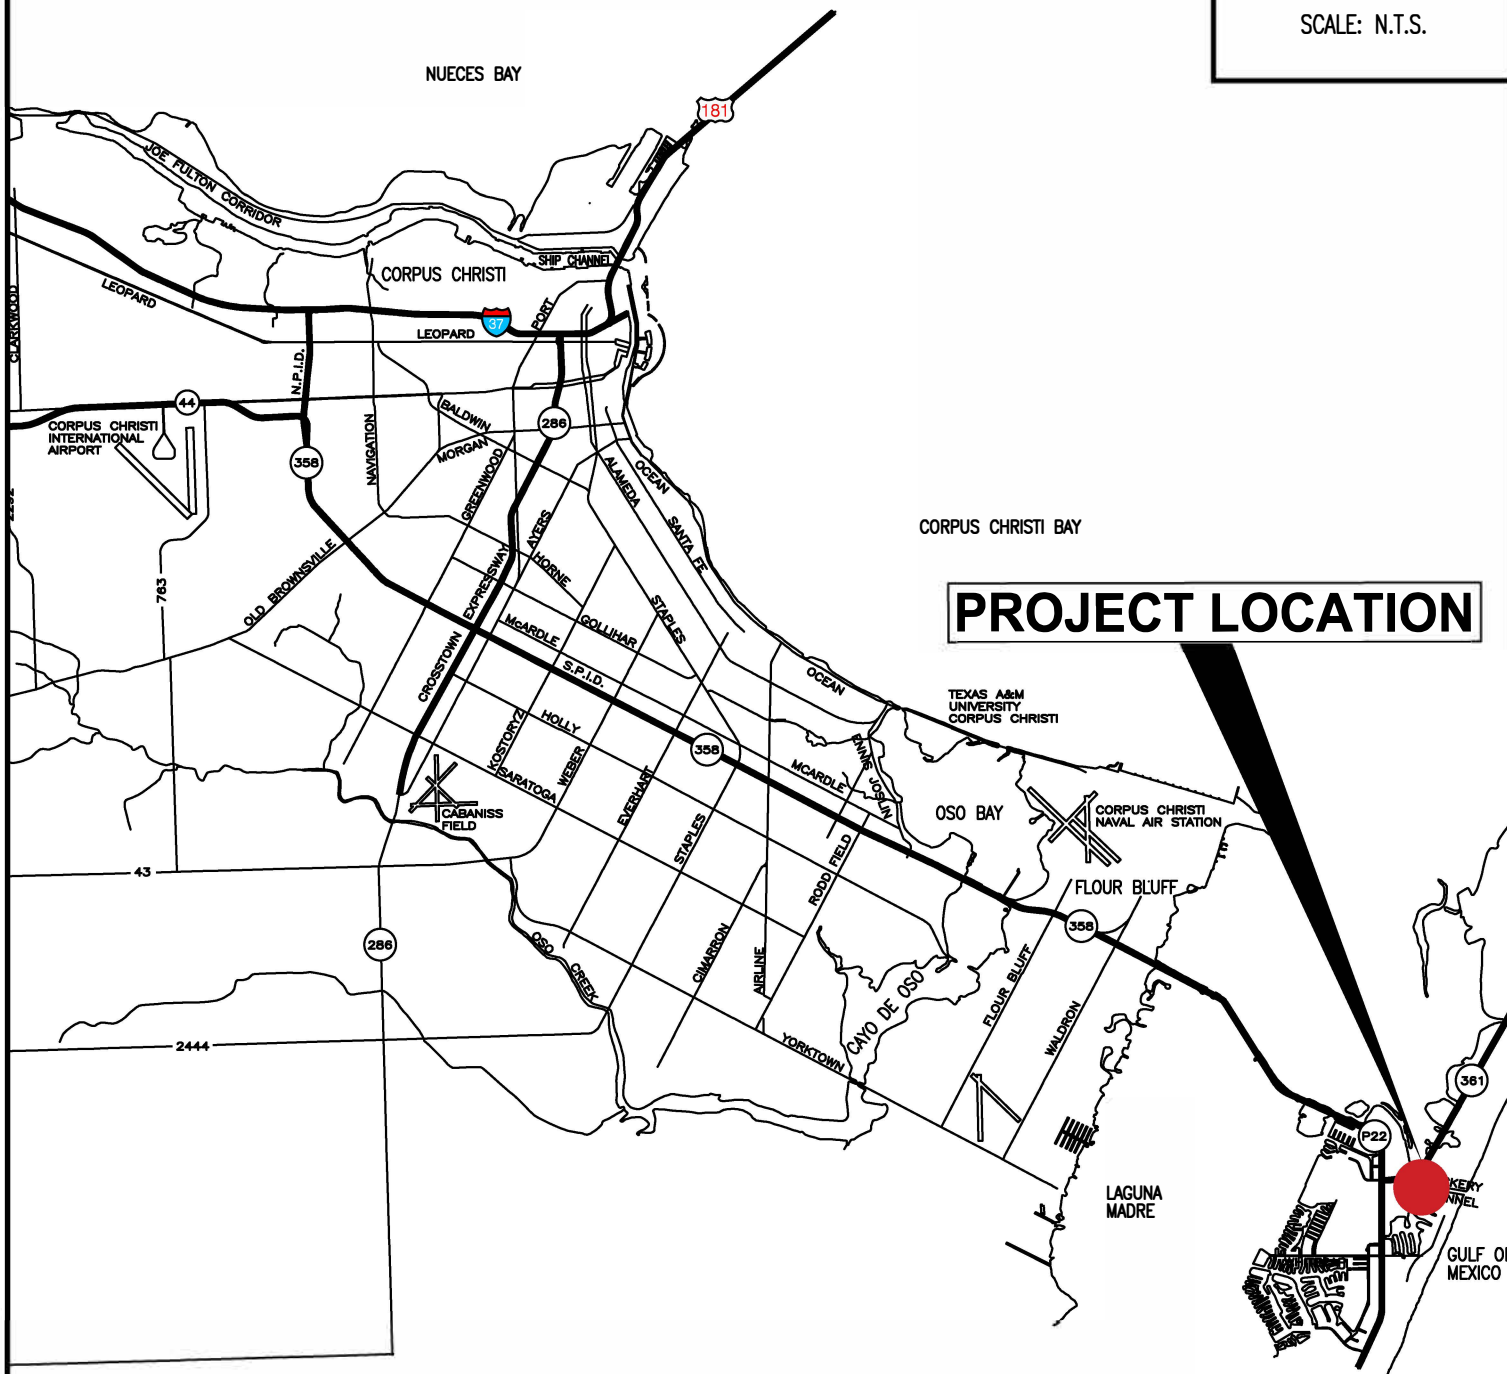 SCALE: N.T.S.
NUECES BAY
181
JOE FULTON CORRIDOR
SHIP CHANNEL
CORPUS CHRISTI
LEOPARD
PORT
37
LEOPARD
CLARKWOOD
N.P.I.D.
44
CORPUS CHRISTI
INTERNATIONAL
AIRPORT
BALDWIN
286
NAVIGATION
MORGAN
358
GREENWOOD
ALAMEDA
OCEAN
SANTA FE
AYERS
CORPUS CHRISTI BAY
OLD BROWNSVILLE
763
EXPRESSWAY
HORNE
PROJECT LOCATION
STAPLES
McARDLE
GOLLIHAR
CROSSTOWN
S.P.I.D.
OCEAN
TEXAS A&M
UNIVERSITY
CORPUS CHRISTI
KOSTORYZ
HOLLY
358
ENNIS JOSLIN
WEBER
MCARDLE
SARATOGA
EVERHART
CABANISS
FIELD
OSO BAY
CORPUS CHRISTI
NAVAL AIR STATION
STAPLES
RODD FIELD
43
FLOUR BLUFF
358
286
OSO CREEK
CIMARRON
AIRLINE
CAYO DE OSO
FLOUR BLUFF
WALDRON
2444
YORKTOWN
361
P22
LAGUNA
MADRE
GULF
MEXICO